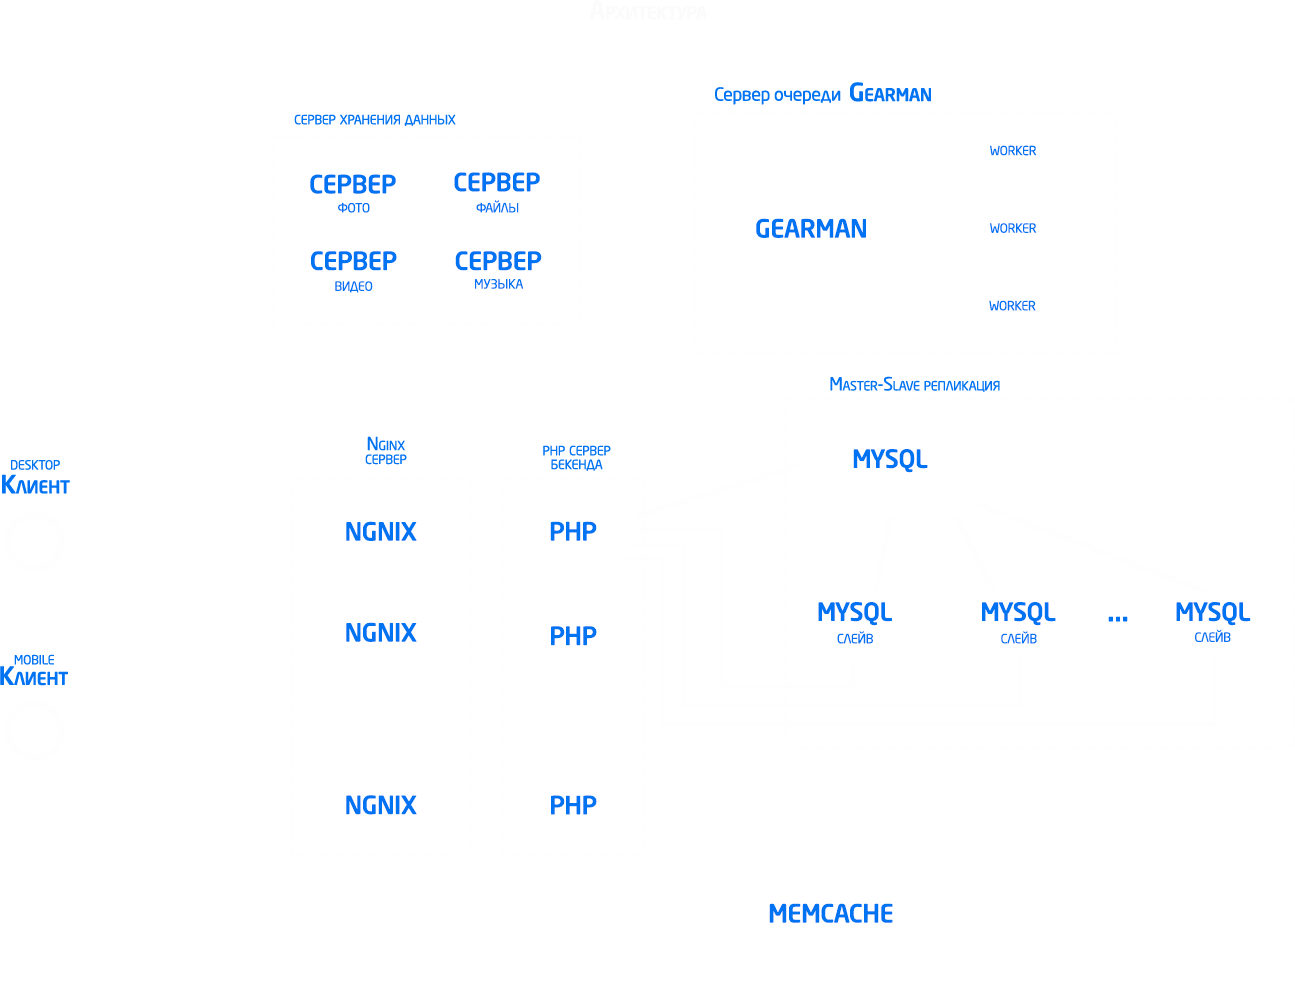 Архитектура
Сервер очереди Gearman
сервер хранения данных
worker
СЕРВЕР
ФОТО
СЕРВЕР
ФАЙЛЫ
GEARMAN
worker
СЕРВЕР
ВИДЕО
СЕРВЕР
МУЗЫКА
worker
Master-Slave репликация
Nginx
сервер
php сервер
бекенда
desktop
Клиент
MYSQL
NGNIX
PHP
MYSQL
слейв
MYSQL
слейв
...
MYSQL
слейв
NGNIX
PHP
mobile
Клиент
NGNIX
PHP
MEMCACHE